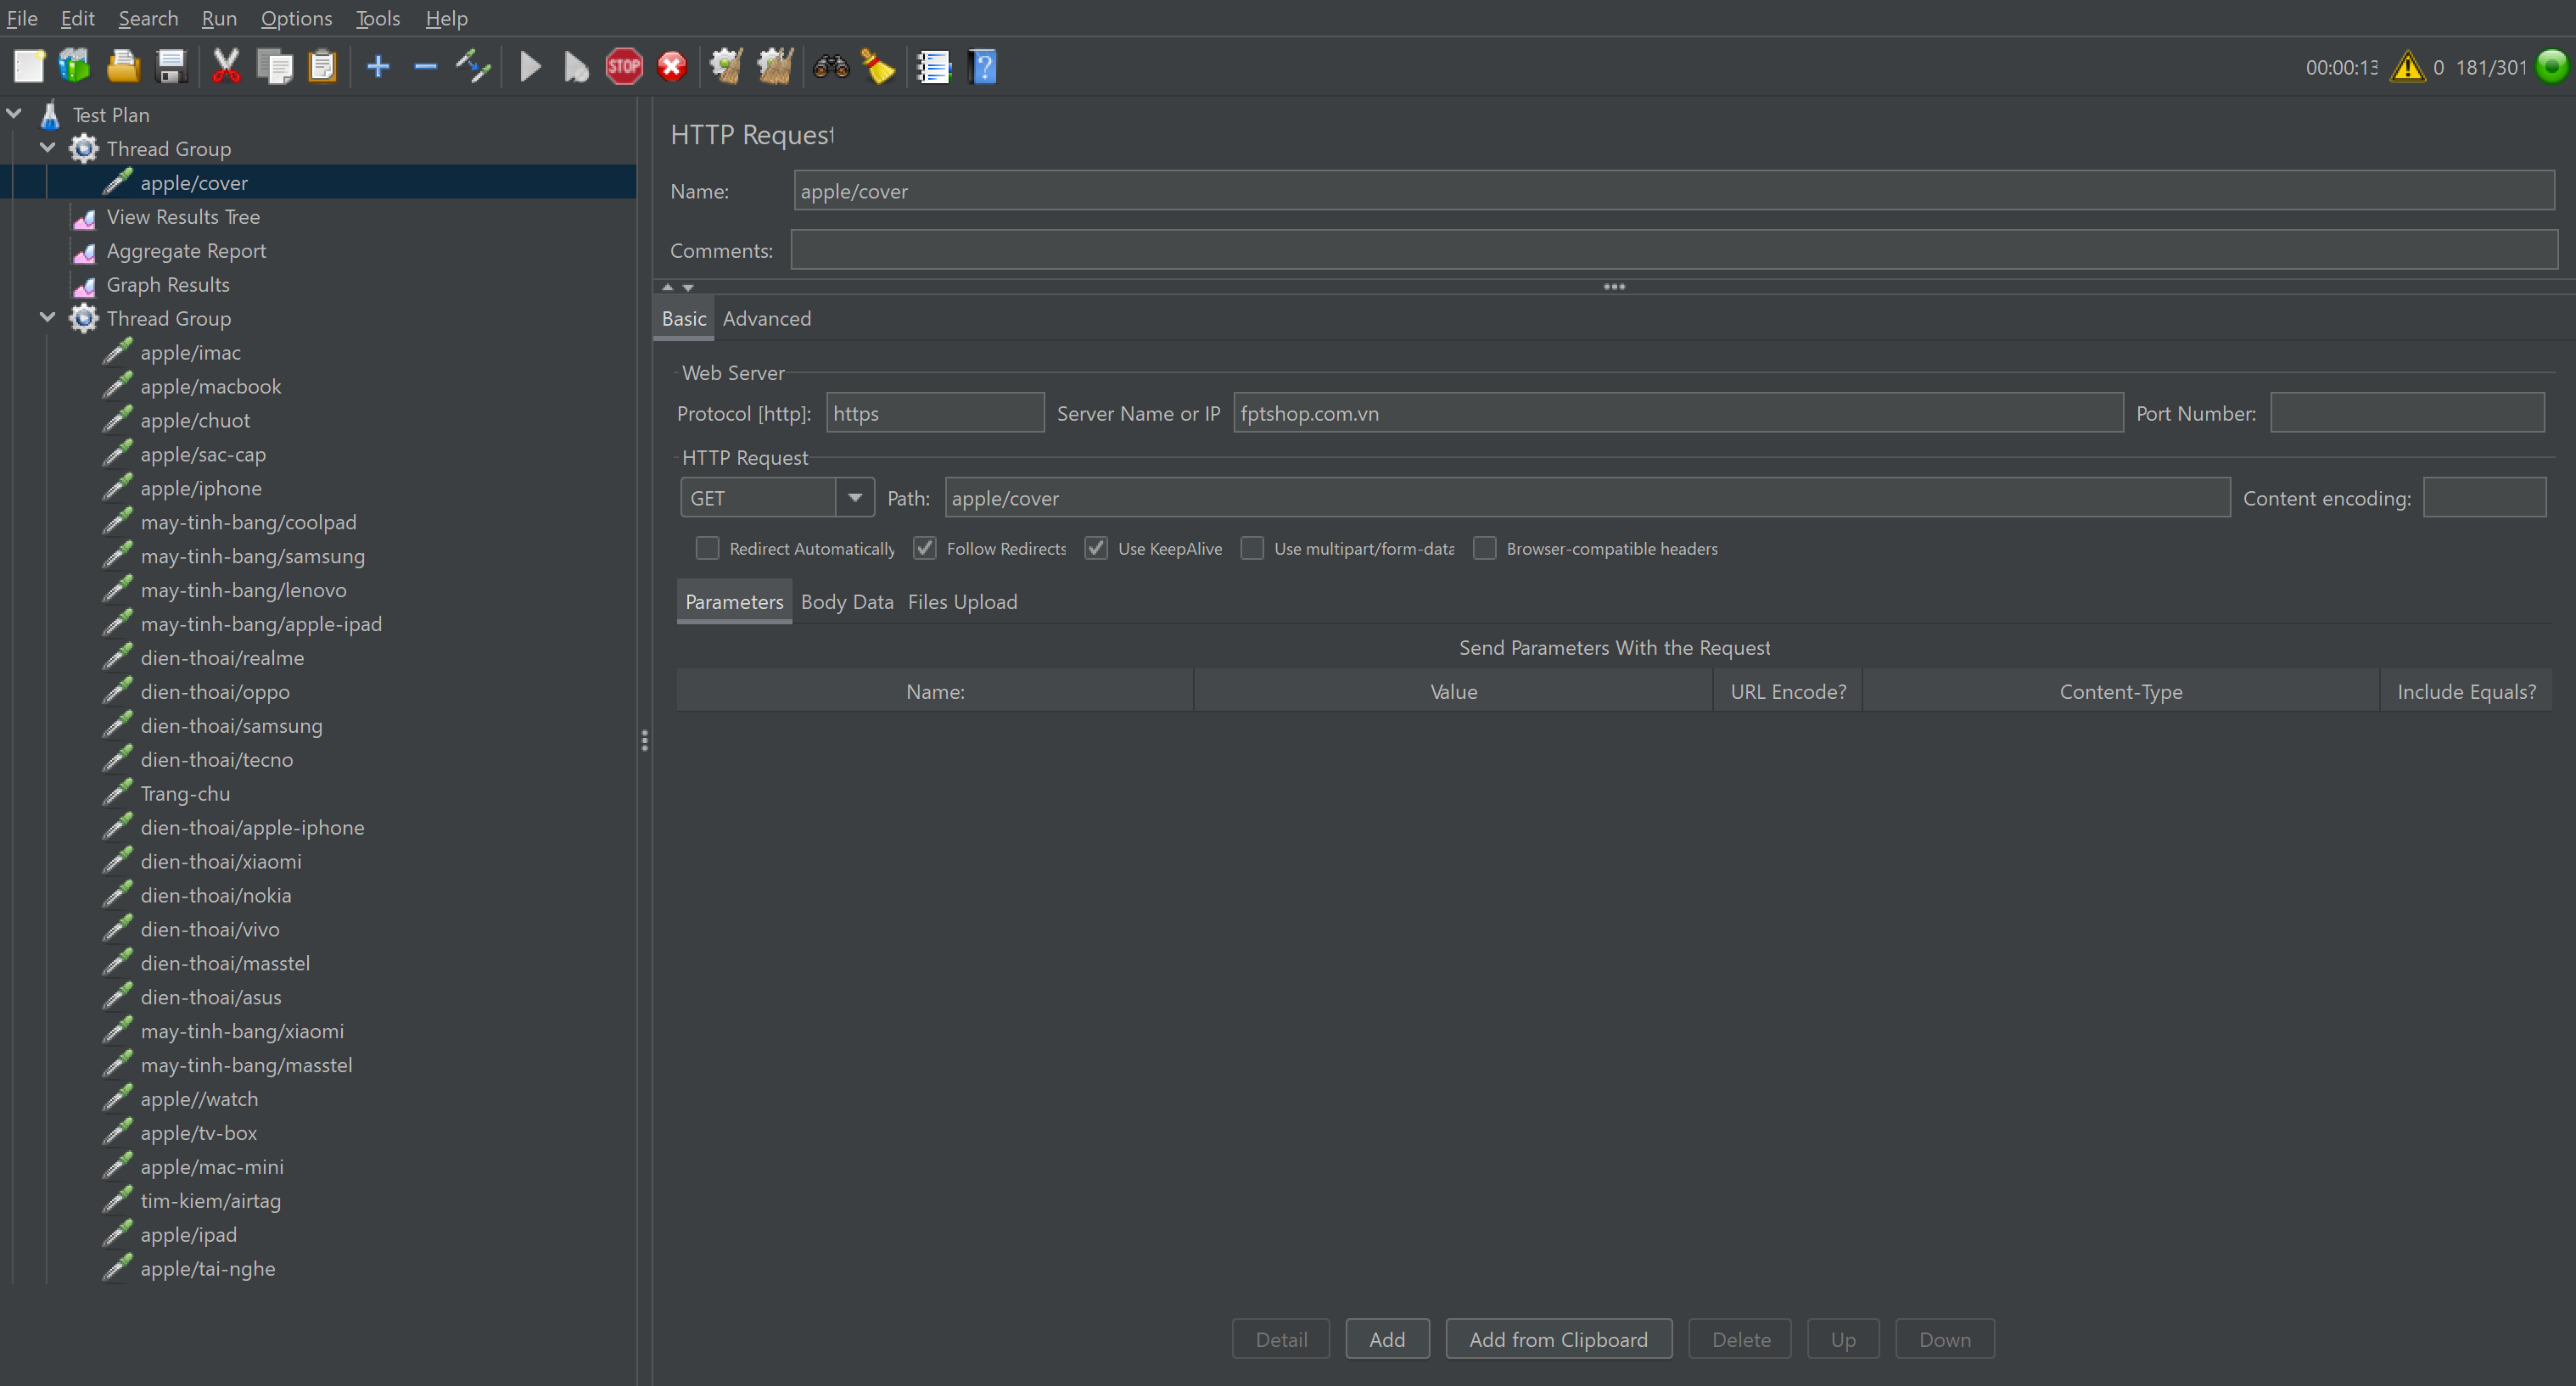 File Edit Search Run Options Tools Help
STOP
00:00:13 0 181/301
Test Plan
Thread Group
apple/cover
View Results Tree
Aggregate Report
Graph Results
Thread Group
apple/imac
apple/macbook
apple/chuot
apple/sac-cap
apple/iphone
may-tinh-bang/coolpad
may-tinh-bang/samsung
may-tinh-bang/lenovo
may-tinh-bang/apple-ipad
dien-thoai/realme
dien-thoai/oppo
dien-thoai/samsung
dien-thoai/tecno
Trang-chu
dien-thoai/apple-iphone
dien-thoai/xiaomi
dien-thoai/nokia
dien-thoai/vivo
dien-thoai/masstel
dien-thoai/asus
may-tinh-bang/xiaomi
may-tinh-bang/masstel
apple//watch
apple/tv-box
apple/mac-mini
tim-kiem/airtag
apple/ipad
apple/tai-nghe
HTTP Request
Name: apple/cover
Comments:
Basic Advanced
Web Server
Protocol [http]: https Server Name or IP fptshop.com.vn Port Number:
HTTP Request
GET Path: apple/cover Content encoding:
Redirect Automatically Follow Redirects Use KeepAlive Use multipart/form-data Browser-compatible headers
Parameters Body Data Files Upload
Send Parameters With the Request
Name: Value URL Encode? Content-Type Include Equals?
Detail Add Add from Clipboard Delete Up Down